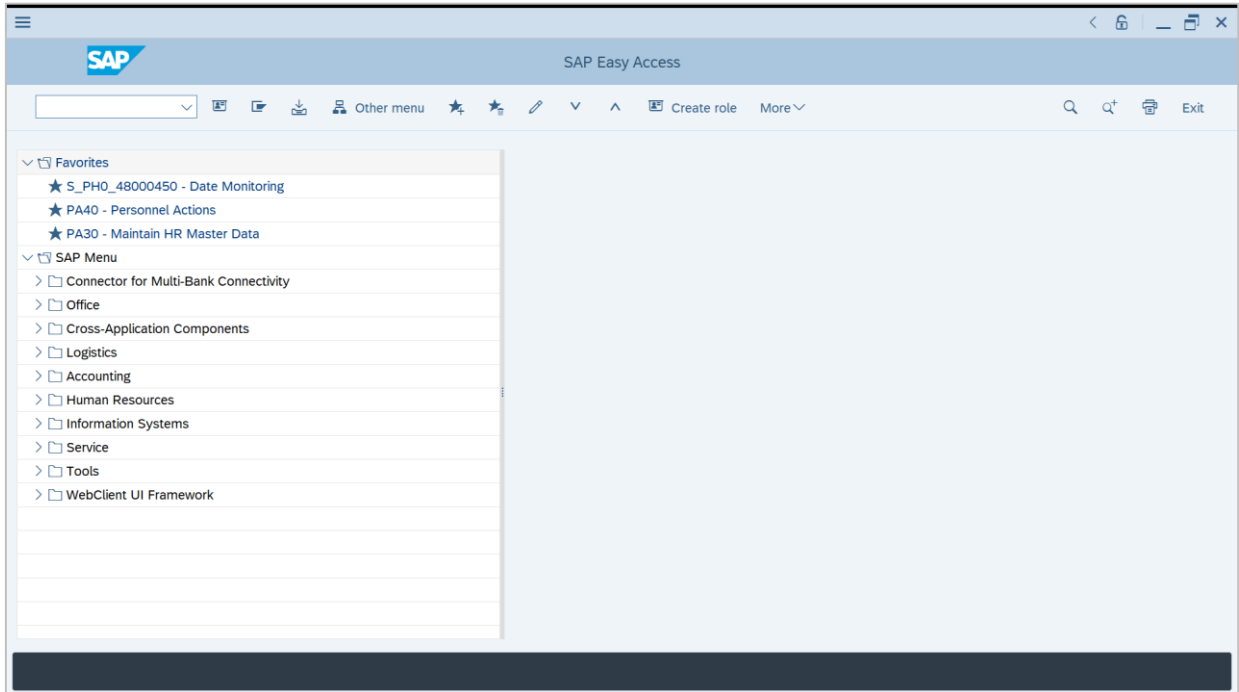 SAP
SAP Easy Access
Other menu
Create role
More
Exit
Favorites
S_PH0_48000450 - Date Monitoring
PA40 - Personnel Actions
PA30 - Maintain HR Master Data
SAP Menu
Connector for Multi-Bank Connectivity
Office
Cross-Application Components
Logistics
Accounting
Human Resources
Information Systems
Service
Tools
WebClient UI Framework